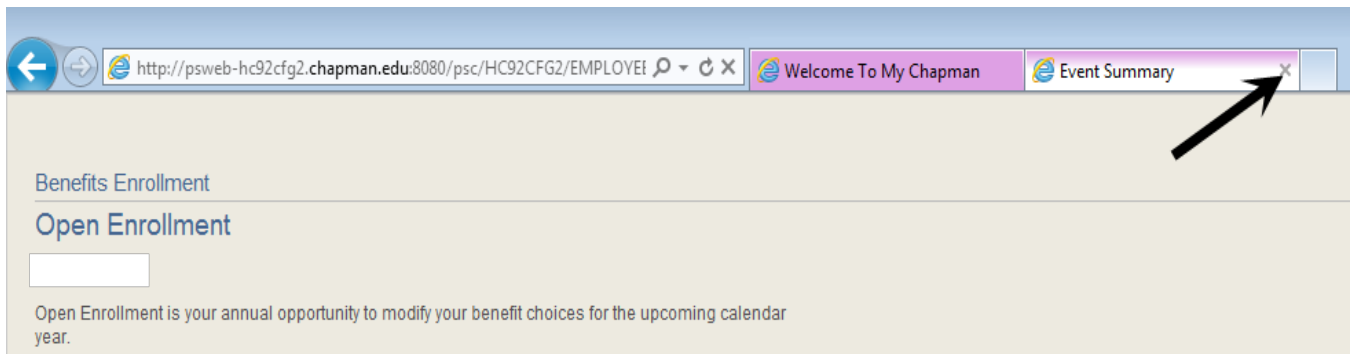 http://psweb-hc92cfg2.chapman.edu:8080/psc/HC92CFG2/EMPLOYEE
Welcome To My Chapman
Event Summary
Benefits Enrollment
Open Enrollment
Open Enrollment is your annual opportunity to modify your benefit choices for the upcoming calendar
year.